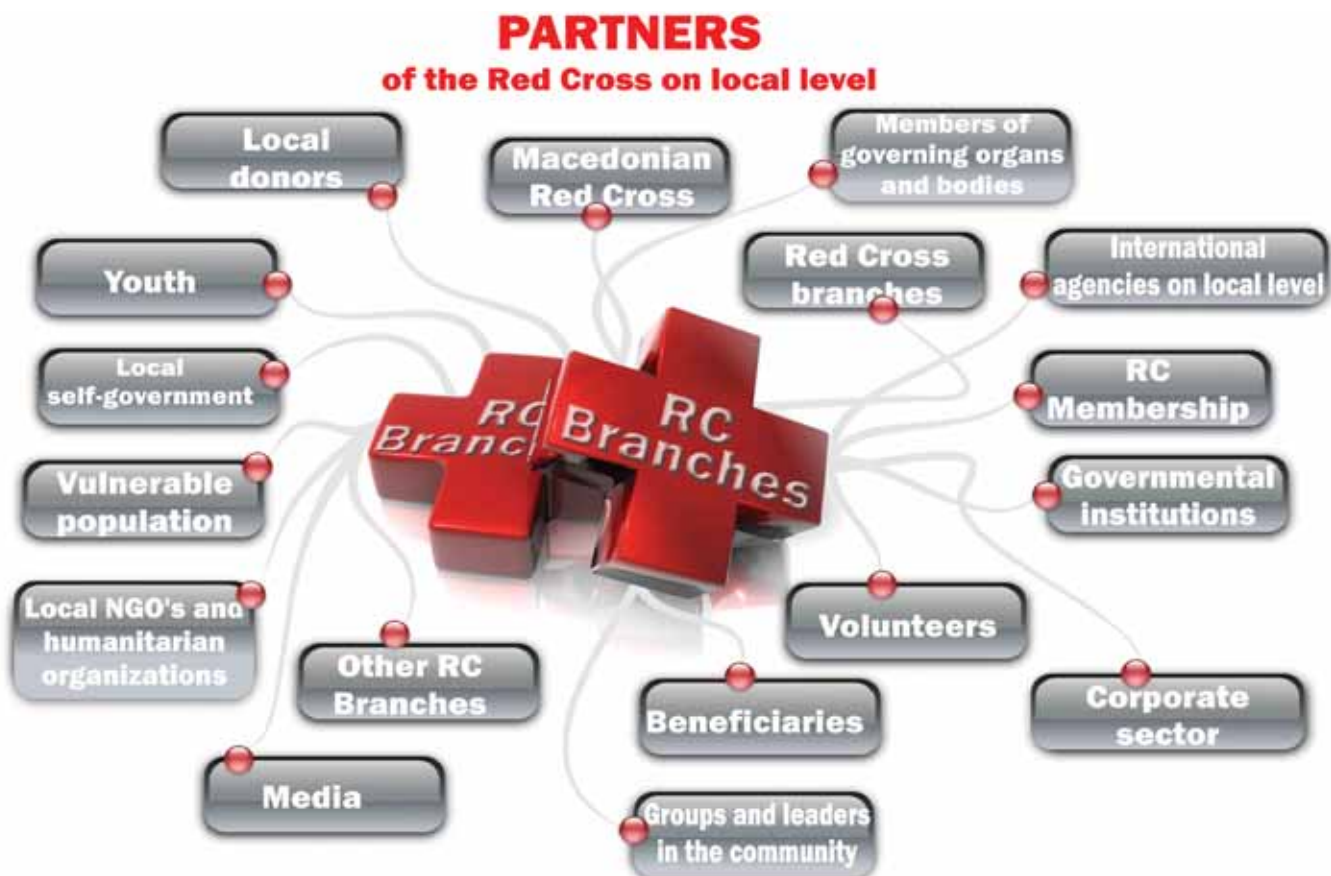 PARTNERS
of the Red Cross on local level
Local
donors
Macedonian
Red Cross
Members of
governing organs
and bodies
Youth
Red Cross
branches
International
agencies on local level
Local
self-government
RC
Membership
RC
Branc
RC
Branches
Vulnerable
population
Governmental
institutions
Local NGO's and
humanitarian
organizations
Other RC
Branches
Volunteers
Beneficiaries
Corporate
sector
Media
Groups and leaders
in the community